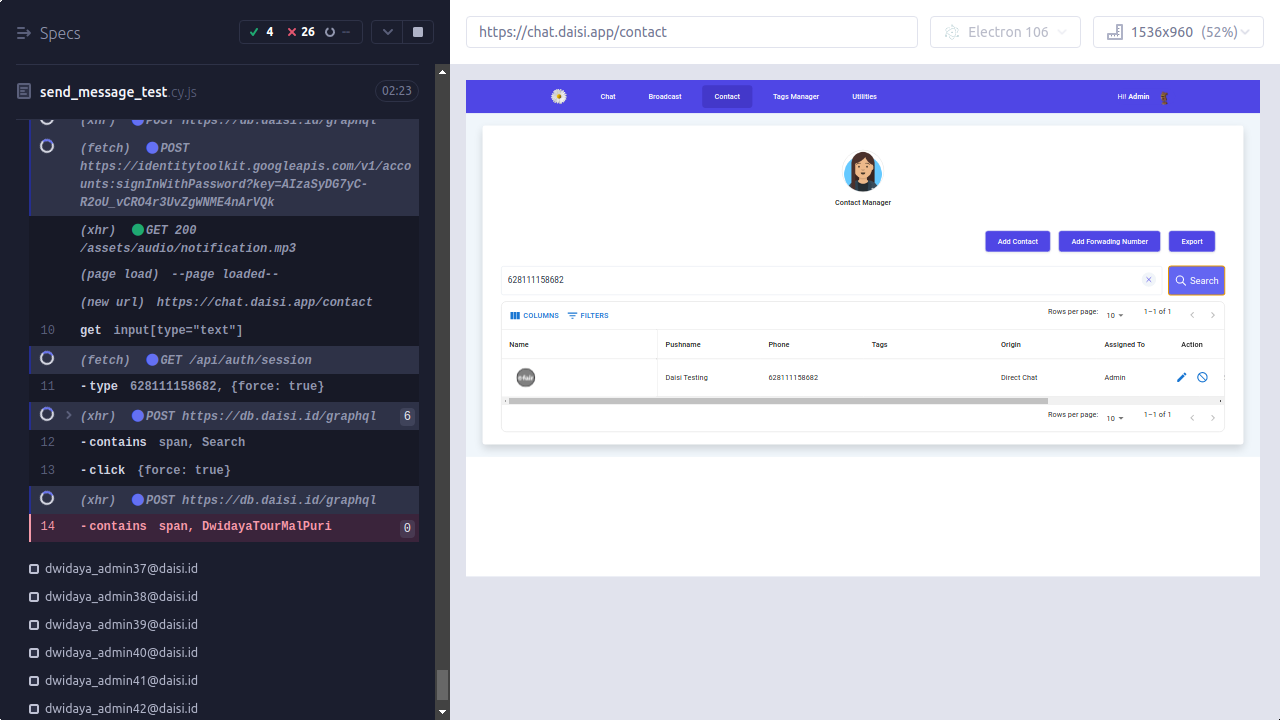 Specs
4
26
--
send_message_test.cy.js
02:23
(xhr) POST https://db.daisi.id/graphql
(fetch) POST
https://identitytoolkit.googleapis.com/v1/acco
unts:signInWithPassword?key=AIzaSyDG7yC-
R2oU_vCRO4r3UvZgWNME4nArVQk
(xhr) GET 200
/assets/audio/notification.mp3
(page load) --page loaded--
(new url) https://chat.daisi.app/contact
10 get input[type="text"]
(fetch) GET /api/auth/session
11 -type 628111158682, {force: true}
(xhr) POST https://db.daisi.id/graphql 6
12 -contains span, Search
13 -click {force: true}
(xhr) POST https://db.daisi.id/graphql
14 -contains span, DwidayaTourMalPuri 0
dwidaya_admin37@daisi.id
dwidaya_admin38@daisi.id
dwidaya_admin39@daisi.id
dwidaya_admin40@daisi.id
dwidaya_admin41@daisi.id
dwidaya_admin42@daisi.id
https://chat.daisi.app/contact
Electron 106
1536x960 (52%)
Chat Broadcast Contact Tags Manager Utilities Hi! Admin
Contact Manager
Add Contact Add Forwading Number Export
628111158682
Search
COLUMNS FILTERS Rows per page: 10 1–1 of 1
Name Pushname Phone Tags Origin Assigned To Action
Daisi Testing 628111158682 Direct Chat Admin
Rows per page: 10 1–1 of 1